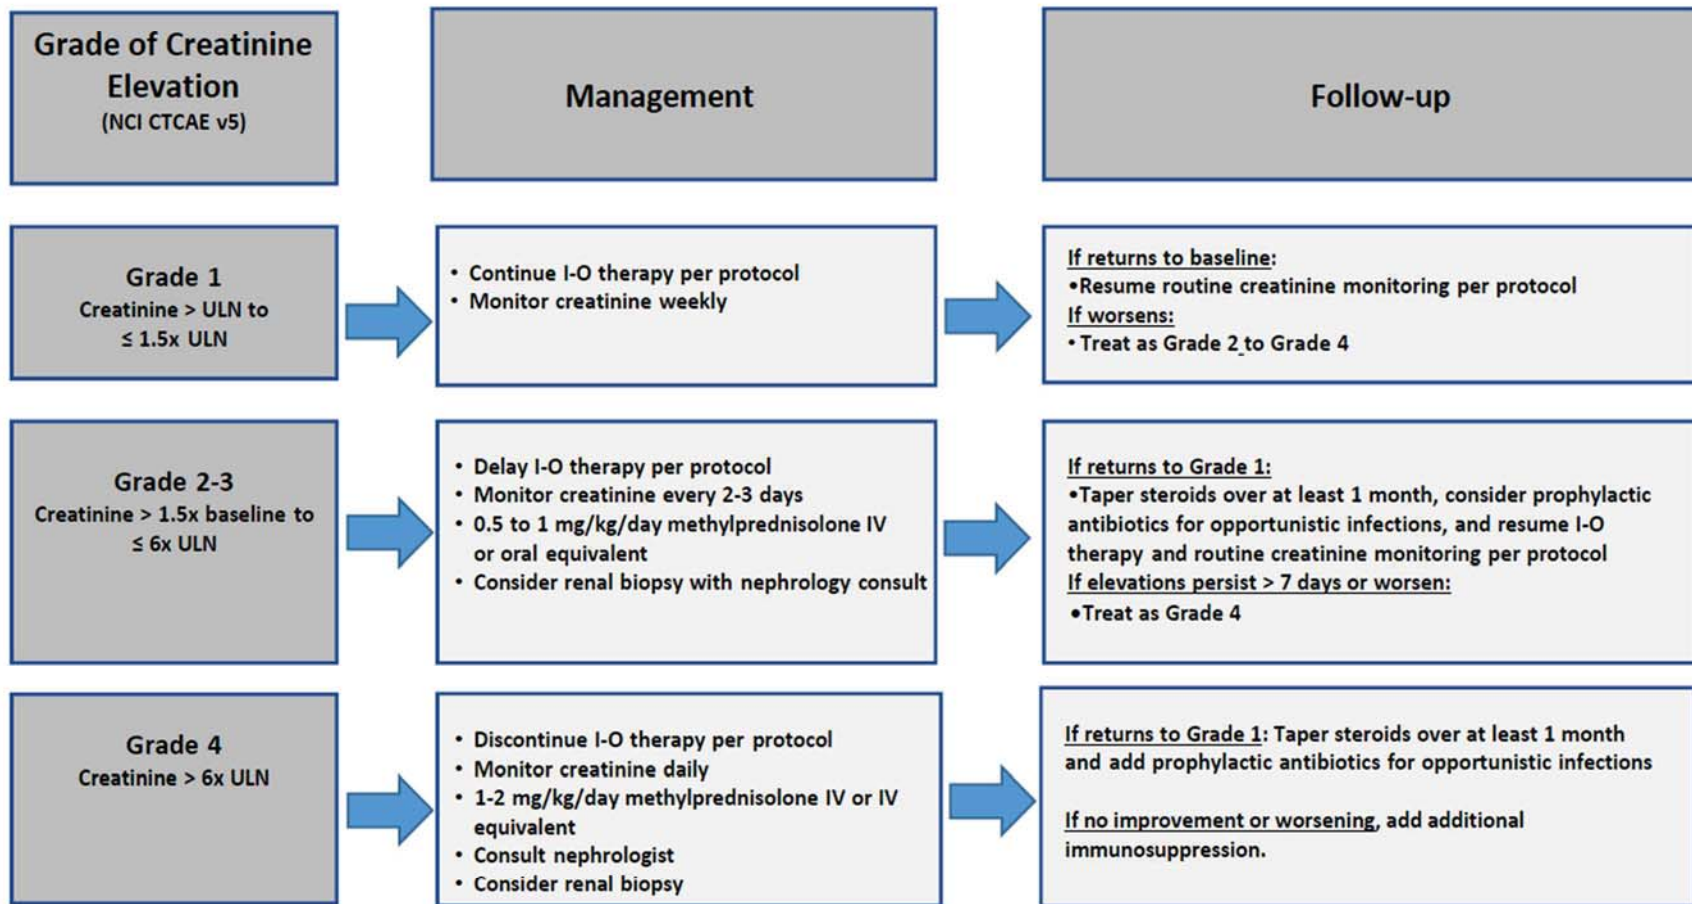 Grade of Creatinine
Elevation
(NCI CTCAE v5)
Management
Follow-up
Grade 1
Creatinine > ULN to
≤ 1.5x ULN
• Continue I-O therapy per protocol
• Monitor creatinine weekly
If returns to baseline:
•Resume routine creatinine monitoring per protocol
If worsens:
• Treat as Grade 2 to Grade 4
Grade 2-3
Creatinine > 1.5x baseline to
≤ 6x ULN
• Delay I-O therapy per protocol
• Monitor creatinine every 2-3 days
• 0.5 to 1 mg/kg/day methylprednisolone IV
or oral equivalent
• Consider renal biopsy with nephrology consult
If returns to Grade 1:
•Taper steroids over at least 1 month, consider prophylactic
antibiotics for opportunistic infections, and resume I-O
therapy and routine creatinine monitoring per protocol
If elevations persist > 7 days or worsen:
•Treat as Grade 4
Grade 4
Creatinine > 6x ULN
• Discontinue I-O therapy per protocol
• Monitor creatinine daily
• 1-2 mg/kg/day methylprednisolone IV or IV
equivalent
• Consult nephrologist
• Consider renal biopsy
If returns to Grade 1: Taper steroids over at least 1 month
and add prophylactic antibiotics for opportunistic infections
If no improvement or worsening, add additional
immunosuppression.